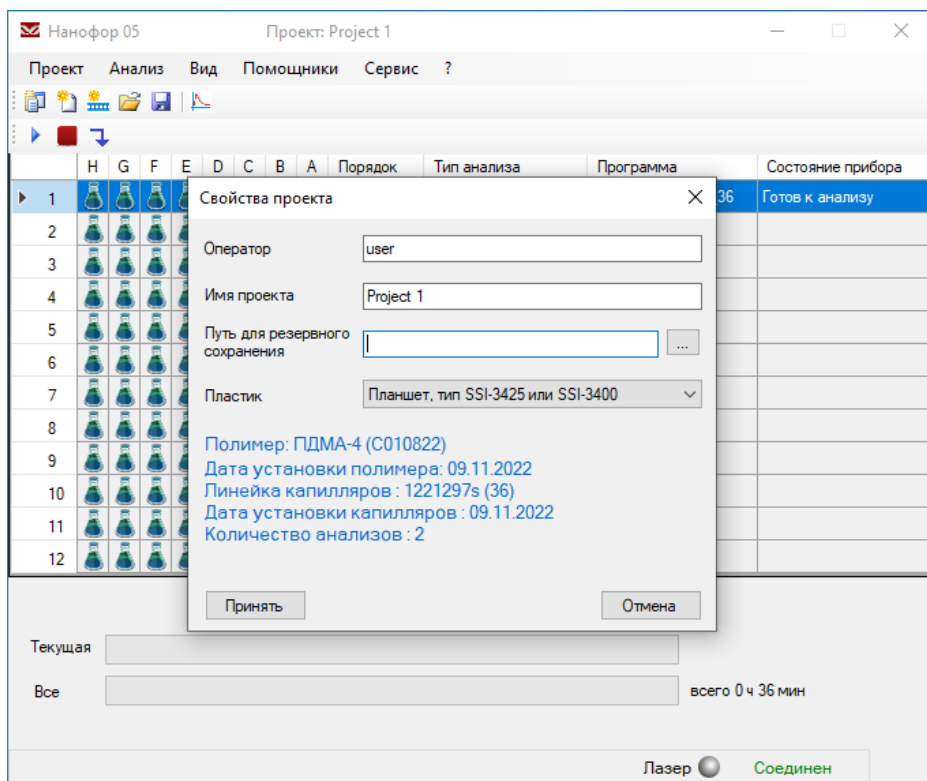 Нанофор 05 Проект: Project 1
Проект Анализ Вид Помощники Сервис ?
H G F E D C B A Порядок Тип анализа Программа Состояние прибора
1 36 Готов к анализу
2
3
4
5
6
7
8
9
10
11
12
Свойства проекта
Оператор user
Имя проекта Project 1
Путь для резервного
сохранения ...
Пластик Планшет, тип SSI-3425 или SSI-3400
Полимер: ПДМА-4 (C010822)
Дата установки полимера: 09.11.2022
Линейка капилляров : 1221297s (36)
Дата установки капилляров : 09.11.2022
Количество анализов : 2
Принять Отмена
Текущая
Все всего 0 ч 36 мин
Лазер Соединен